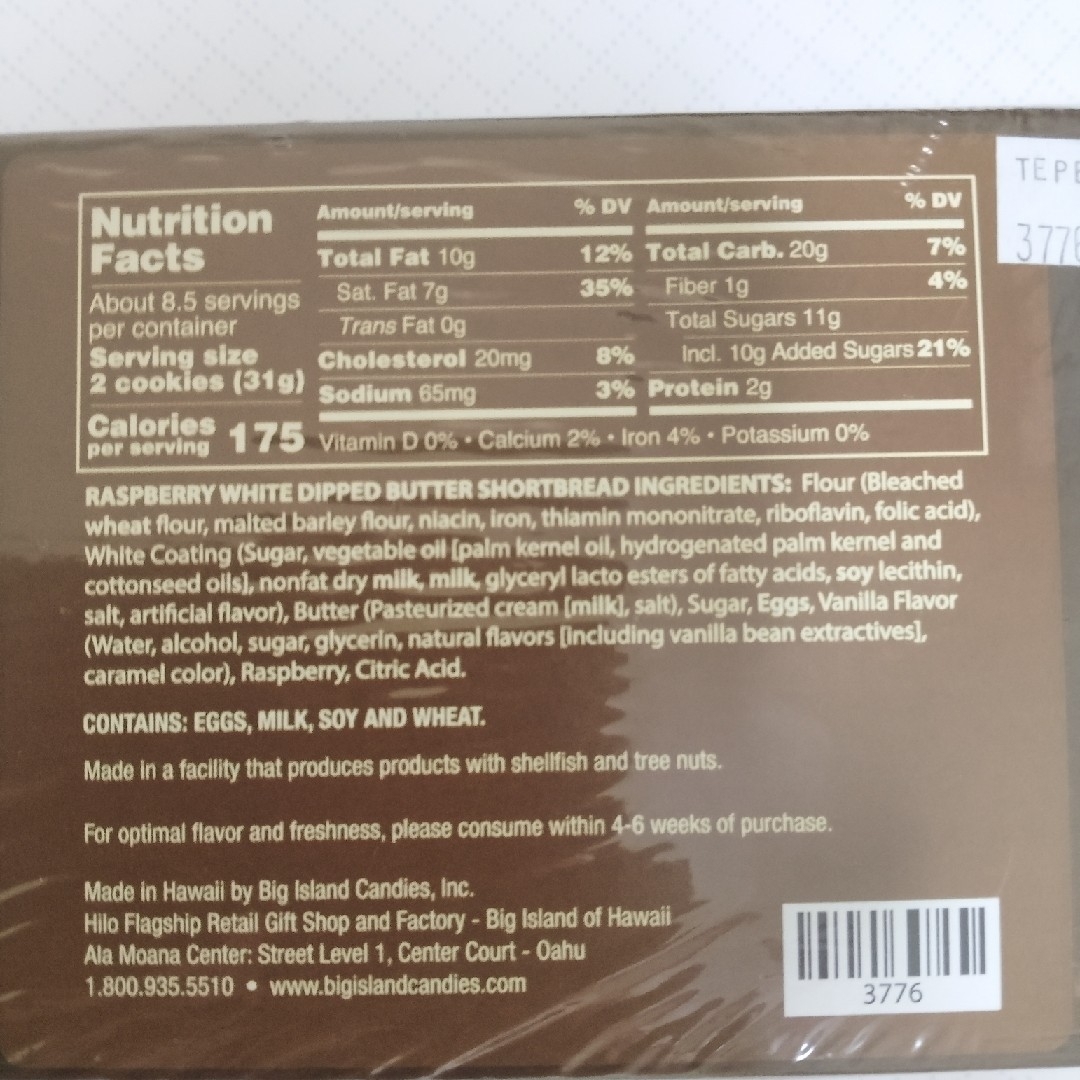 TEPE
3776
Nutrition
Facts
About 8.5 servings
per container
Serving size
2 cookies (31g)
Calories
per serving 175
Amount/serving % DV
Total Fat 10g 12%
Sat. Fat 7g 35%
Trans Fat 0g
Cholesterol 20mg 8%
Sodium 65mg 3%
Amount/serving % DV
Total Carb. 20g 7%
Fiber 1g 4%
Total Sugars 11g
Incl. 10g Added Sugars 21%
Protein 2g
Vitamin D 0% • Calcium 2% • Iron 4% • Potassium 0%
RASPBERRY WHITE DIPPED BUTTER SHORTBREAD INGREDIENTS: Flour (Bleached
wheat flour, malted barley flour, niacin, iron, thiamin mononitrate, riboflavin, folic acid),
White Coating (Sugar, vegetable oil [palm kernel oil, hydrogenated palm kernel and
cottonseed oils], nonfat dry milk, milk, glyceryl lacto esters of fatty acids, soy lecithin,
salt, artificial flavor), Butter (Pasteurized cream [milk], salt), Sugar, Eggs, Vanilla Flavor
(Water, alcohol, sugar, glycerin, natural flavors [including vanilla bean extractives],
caramel color), Raspberry, Citric Acid.
CONTAINS: EGGS, MILK, SOY AND WHEAT.
Made in a facility that produces products with shellfish and tree nuts.
For optimal flavor and freshness, please consume within 4-6 weeks of purchase.
Made in Hawaii by Big Island Candies, Inc.
Hilo Flagship Retail Gift Shop and Factory - Big Island of Hawaii
Ala Moana Center: Street Level 1, Center Court - Oahu
1.800.935.5510 • www.bigislandcandies.com
3776